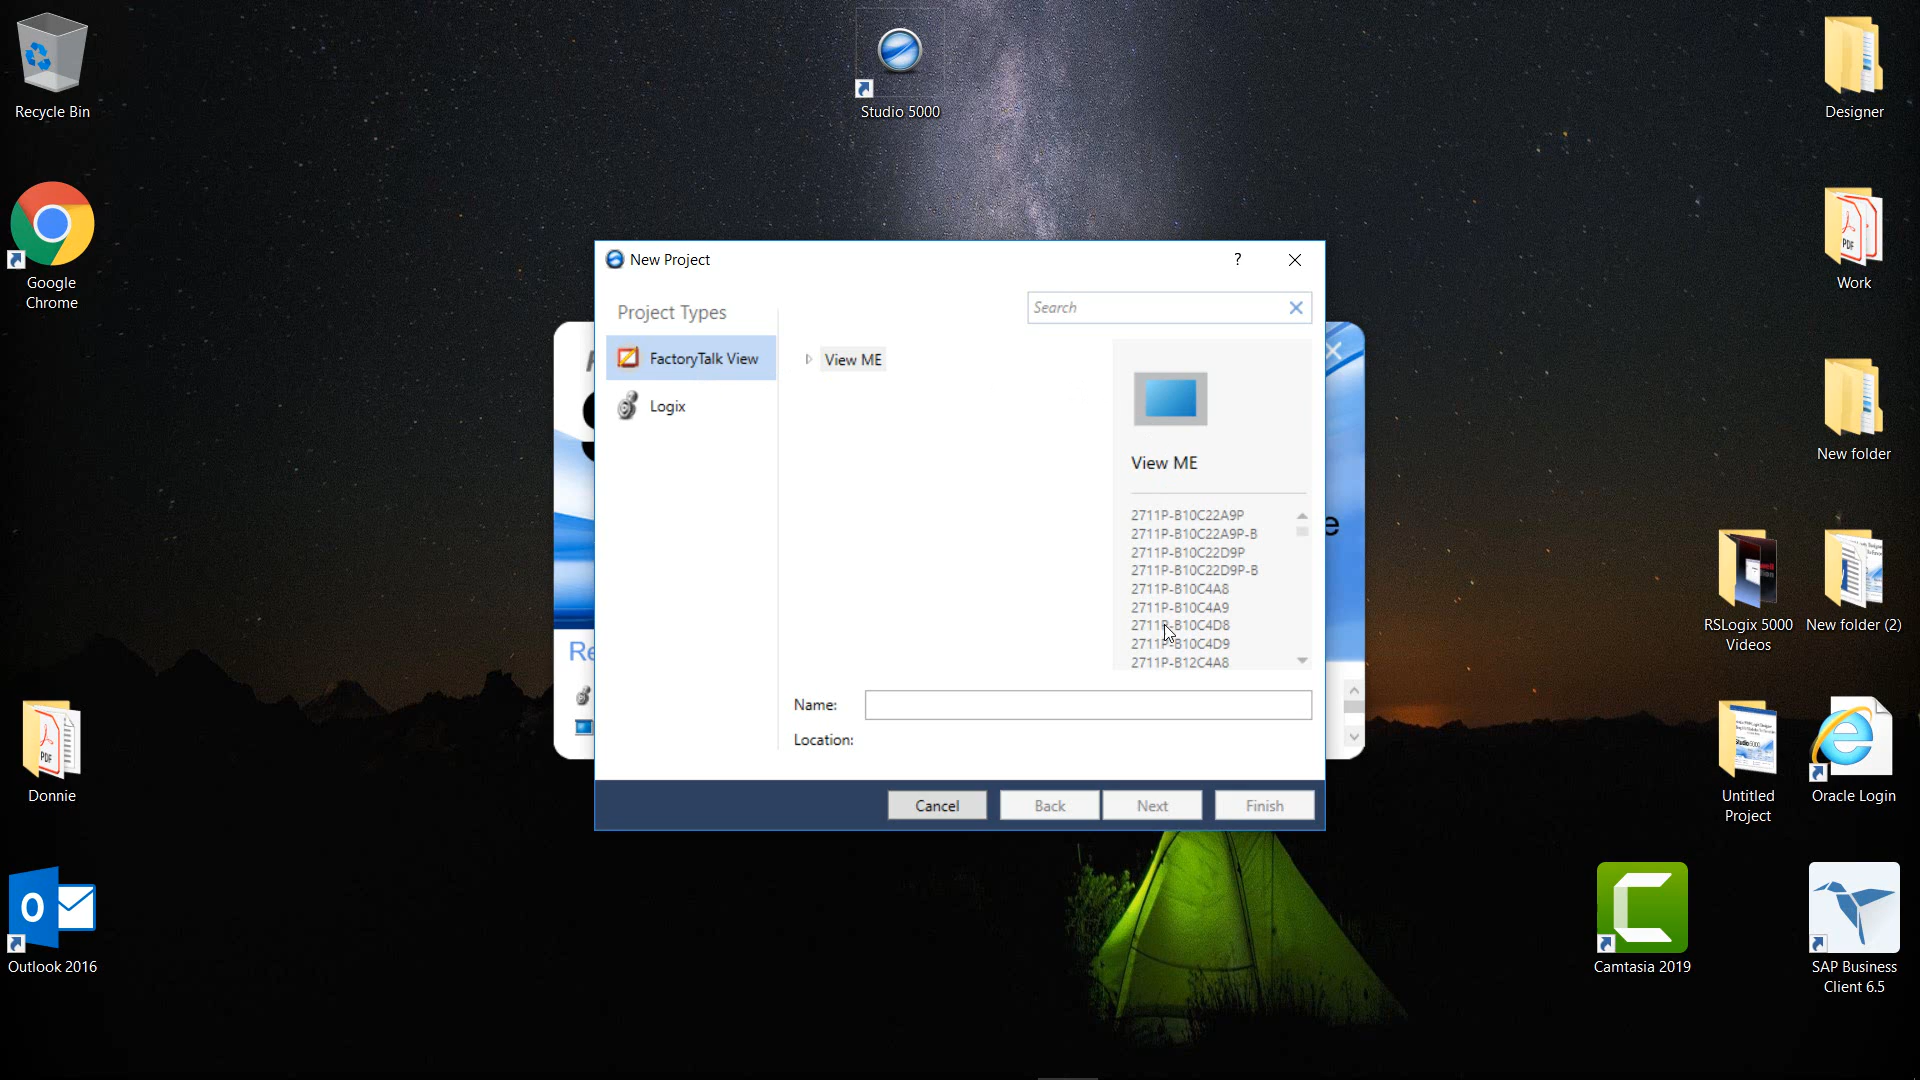 Recycle Bin
Studio 5000
Designer
Google
Chrome
Work
New folder
RSLogix 5000
Videos
New folder (2)
Donnie
Untitled
Project
Oracle Login
Outlook 2016
Camtasia 2019
SAP Business
Client 6.5
New Project
?
Project Types
Search
FactoryTalk View
Logix
View ME
View ME
2711P-B10C22A9P
2711P-B10C22A9P-B
2711P-B10C22D9P
2711P-B10C22D9P-B
2711P-B10C4A8
2711P-B10C4A9
2711P-B10C4D8
2711P-B10C4D9
2711P-B12C4A8
Name:
Location:
Cancel
Back
Next
Finish
Re
e
PDF
PDF